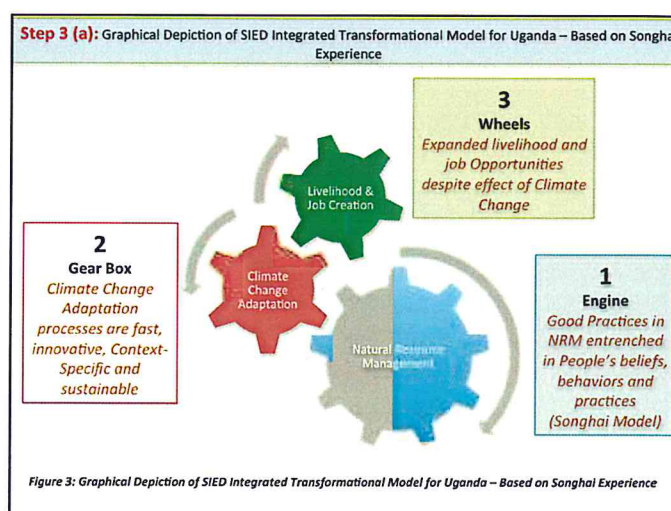 Step 3 (a): Graphical Depiction of SIED Integrated Transformational Model for Uganda – Based on Songhai
Experience
3
Wheels
Expanded livelihood and
job Opportunities
despite effect of Climate
Change
Livelihood &
Job Creation
2
Gear Box
Climate Change
Adaptation
processes are fast,
innovative, Context-
Specific and
sustainable
Climate
Change
Adaptation
1
Engine
Good Practices in
NRM entrenched
in People's beliefs,
behaviors and
practices
(Songhai Model)
Natural Resource
Management
Figure 3: Graphical Depiction of SIED Integrated Transformational Model for Uganda – Based on Songhai Experience